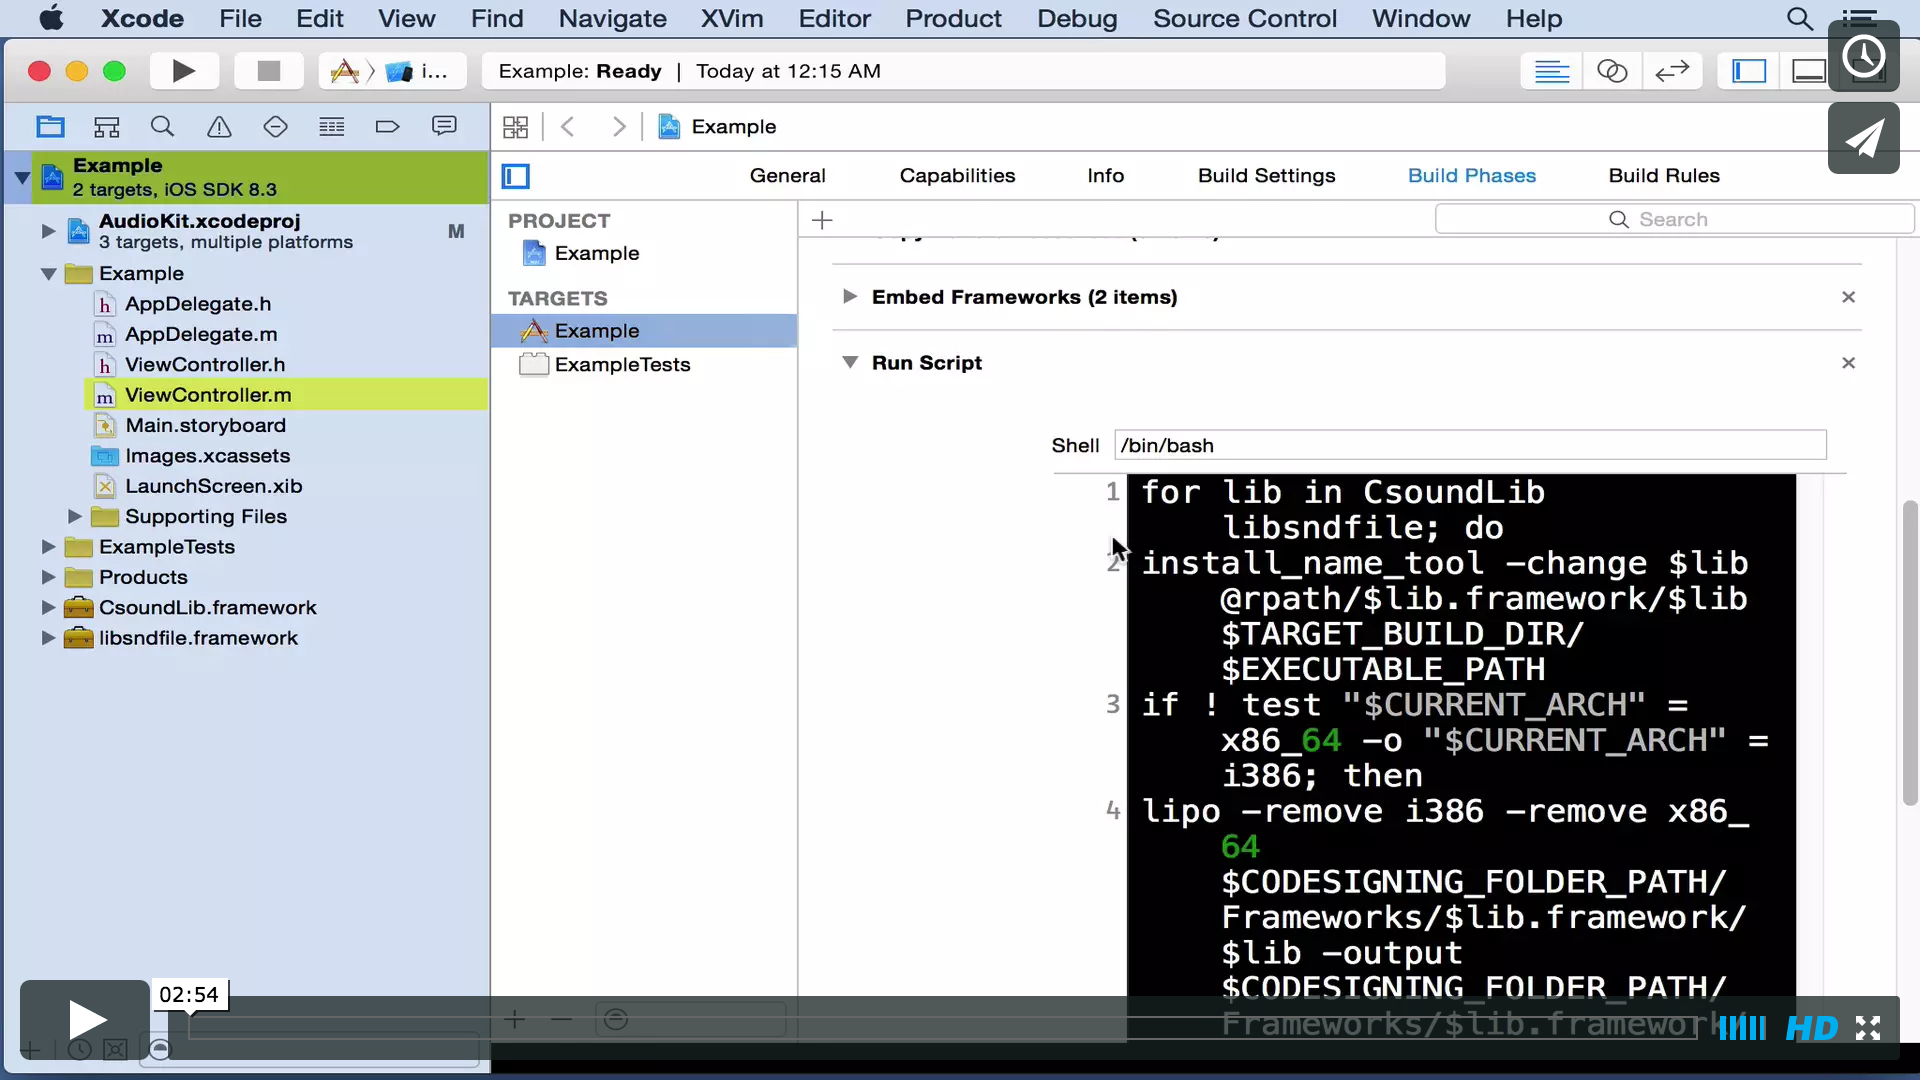 Xcode File Edit View Find Navigate XVim Editor Product Debug Source Control Window Help
i... Example: Ready | Today at 12:15 AM
Example
Example
2 targets, iOS SDK 8.3
General Capabilities Info Build Settings Build Phases Build Rules
AudioKit.xcodeproj M
3 targets, multiple platforms
Example
AppDelegate.h
AppDelegate.m
ViewController.h
ViewController.m
Main.storyboard
Images.xcassets
LaunchScreen.xib
Supporting Files
ExampleTests
Products
CsoundLib.framework
libsndfile.framework
PROJECT
Example
TARGETS
Example
ExampleTests
Search
Embed Frameworks (2 items)
Run Script
Shell /bin/bash
1 for lib in CsoundLib
libsndfile; do
2 install_name_tool -change $lib
@rpath/$lib.framework/$lib
$TARGET_BUILD_DIR/
$EXECUTABLE_PATH
3 if ! test "$CURRENT_ARCH" =
x86_64 -o "$CURRENT_ARCH" =
i386; then
4 lipo -remove i386 -remove x86_
64
$CODESIGNING_FOLDER_PATH/
Frameworks/$lib.framework/
$lib -output
$CODESIGNING_FOLDER_PATH/
Frameworks/$lib.framework/
02:54
HD